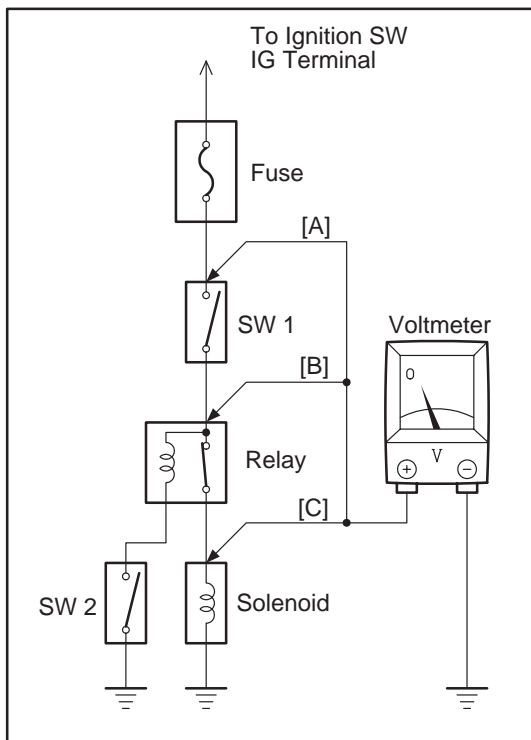 To Ignition SW
IG Terminal
Fuse
[A]
SW 1
Voltmeter
0
[B]
V
+ −
Relay
[C]
SW 2
Solenoid